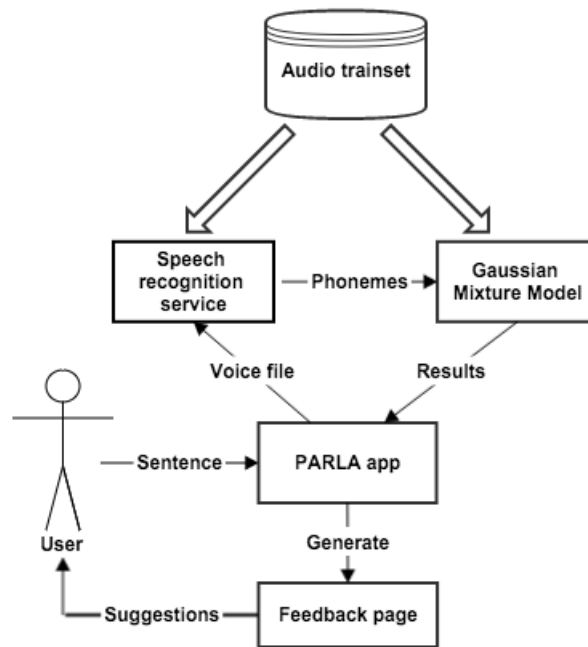 Audio trainset
Speech
recognition
service
Phonemes
Gaussian
Mixture Model
Voice file
Results
Sentence
PARLA app
User
Generate
Suggestions
Feedback page